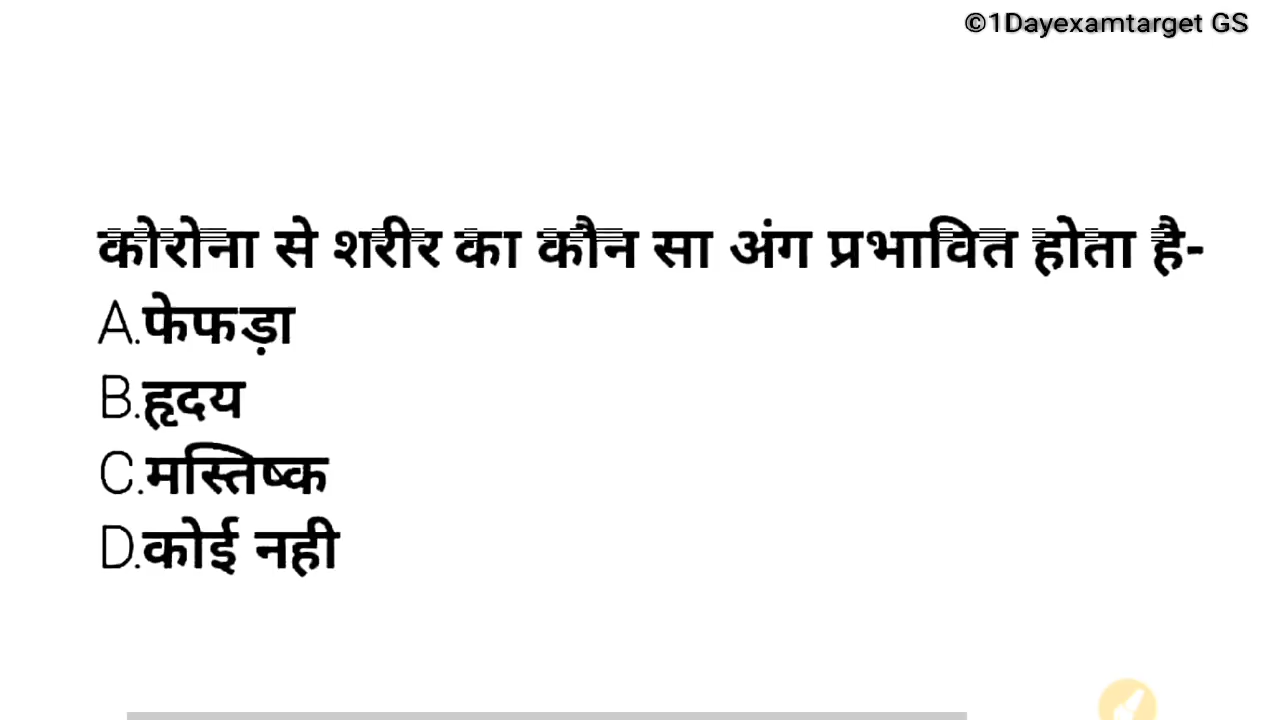 ©1Dayexamtarget GS
कोरोना से शरीर का कौन सा अंग प्रभावित होता है-
A.फेफड़ा
B.हृदय
C.मस्तिष्क
D.कोई नही